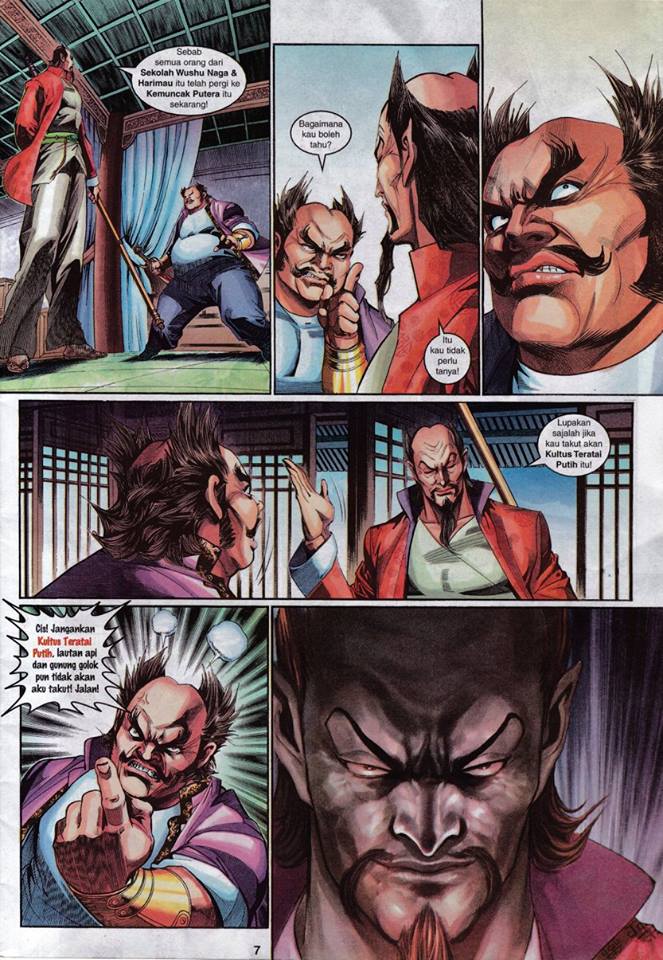 Sebab
semua orang dari
Sekolah Wushu Naga &
Harimau itu telah pergi ke
Kemuncak Putera itu
sekarang!
Bagaimana
kau boleh
tahu?
Itu
kau tidak
perlu
tanya!
Lupakan
sajalah jika
kau takut akan
Kultus Teratai
Putih itu!
Cis! Jangankan
Kultus Teratai
Putih, lautan api
dan gunung golok
pun tidak akan
aku takut! Jalan!
7